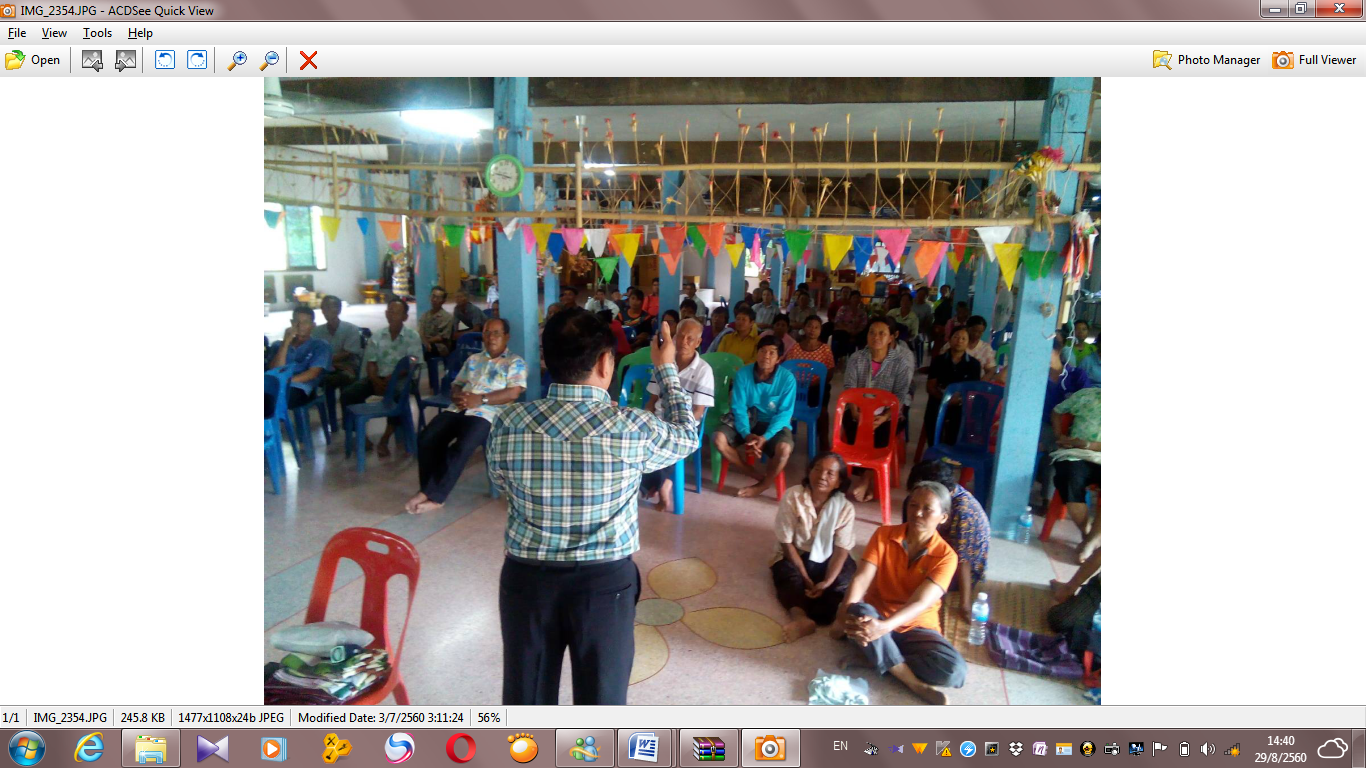 IMG_2354.JPG - ACDSee Quick View
File View Tools Help
Open Photo Manager Full Viewer
1/1 IMG_2354.JPG 245.8 KB 1477x1108x24b JPEG Modified Date: 3/7/2560 3:11:24 56%
EN 14:40
29/8/2560